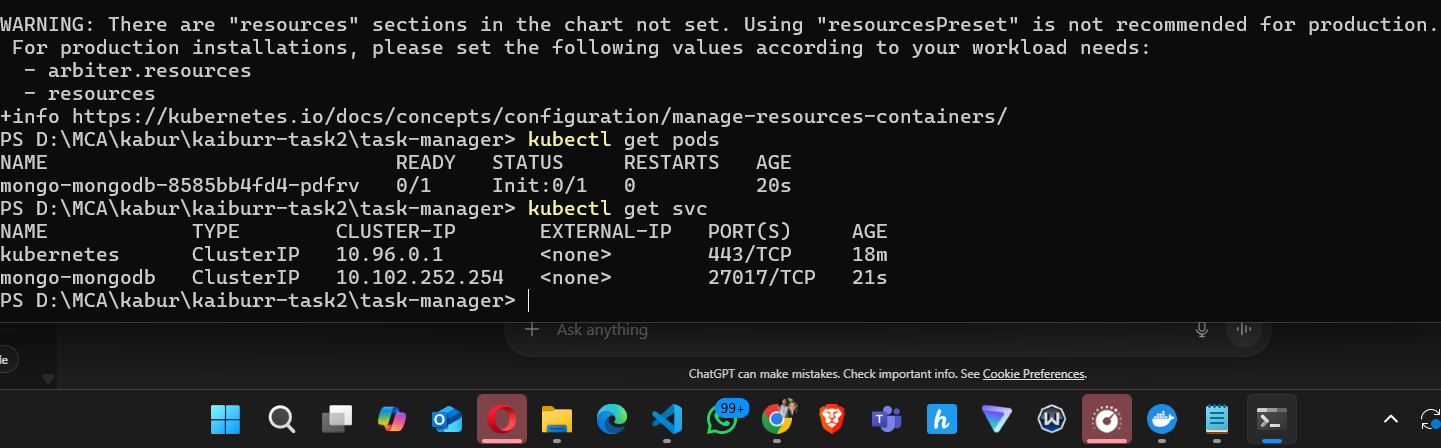 WARNING: There are "resources" sections in the chart not set. Using "resourcesPreset" is not recommended for production.
For production installations, please set the following values according to your workload needs:
- arbiter.resources
- resources
+info https://kubernetes.io/docs/concepts/configuration/manage-resources-containers/
PS D:\MCA\kabur\kaiburr-task2\task-manager> kubectl get pods
NAME READY STATUS RESTARTS AGE
mongo-mongodb-8585bb4fd4-pdfrv 0/1 Init:0/1 0 20s
PS D:\MCA\kabur\kaiburr-task2\task-manager> kubectl get svc
NAME TYPE CLUSTER-IP EXTERNAL-IP PORT(S) AGE
kubernetes ClusterIP 10.96.0.1 <none> 443/TCP 18m
mongo-mongodb ClusterIP 10.102.252.254 <none> 27017/TCP 21s
PS D:\MCA\kabur\kaiburr-task2\task-manager>
Ask anything
ChatGPT can make mistakes. Check important info. See Cookie Preferences.
99+